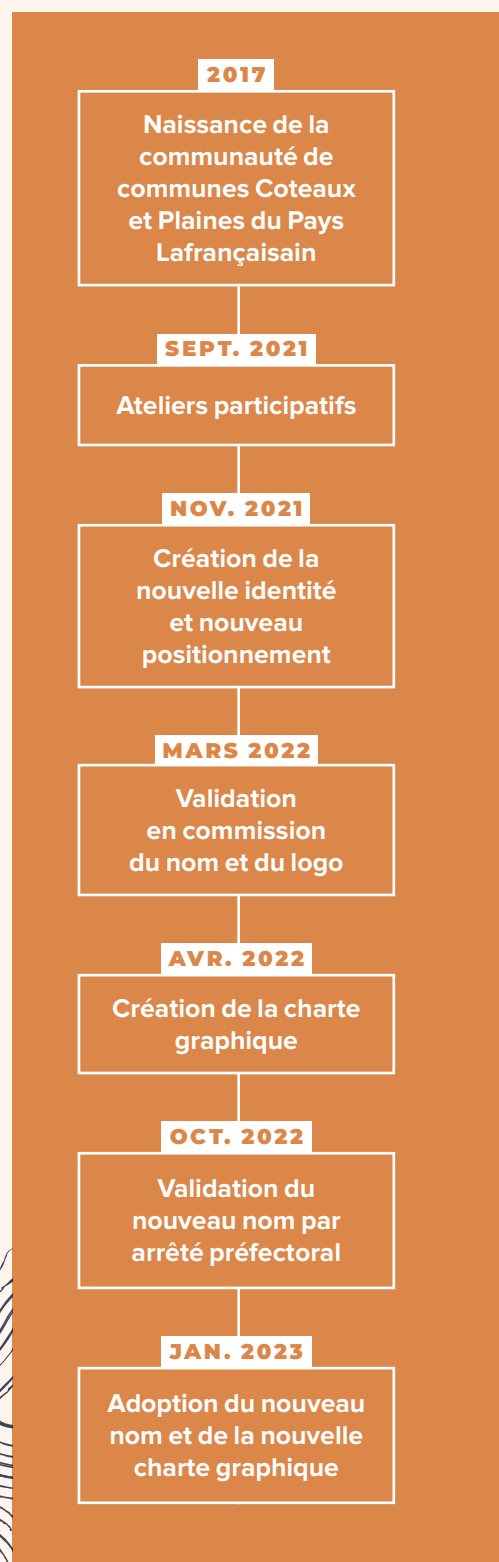 2017
Naissance de la
communauté de
communes Coteaux
et Plaines du Pays
Lafrançaisain
SEPT. 2021
Ateliers participatifs
NOV. 2021
Création de la
nouvelle identité
et nouveau
positionnement
MARS 2022
Validation
en commission
du nom et du logo
AVR. 2022
Création de la charte
graphique
OCT. 2022
Validation du
nouveau nom par
arrêté préfectoral
JAN. 2023
Adoption du nouveau
nom et de la nouvelle
charte graphique